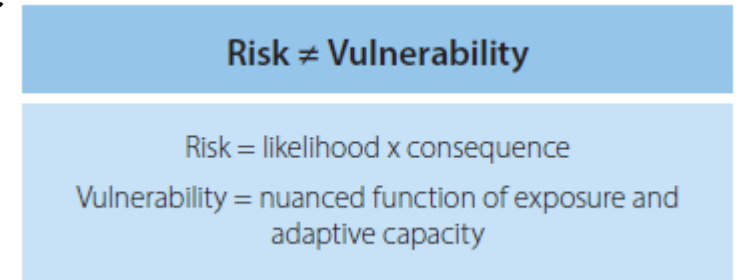 Risk ≠ Vulnerability
Risk = likelihood x consequence
Vulnerability = nuanced function of exposure and
adaptive capacity